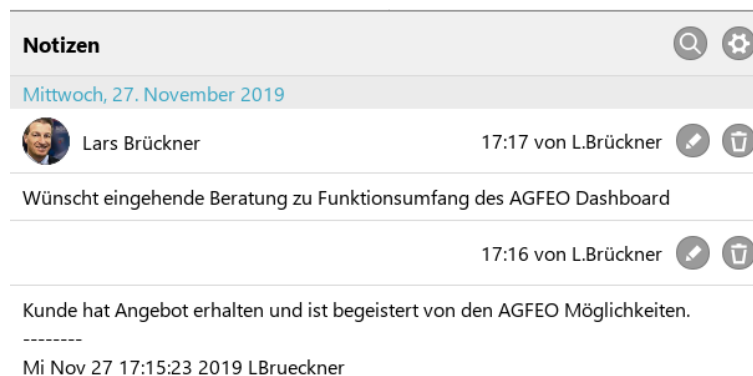 Notizen
Mittwoch, 27. November 2019
Lars Brückner 17:17 von L.Brückner
Wünscht eingehende Beratung zu Funktionsumfang des AGFEO Dashboard
17:16 von L.Brückner
Kunde hat Angebot erhalten und ist begeistert von den AGFEO Möglichkeiten.
--------
Mi Nov 27 17:15:23 2019 LBrueckner